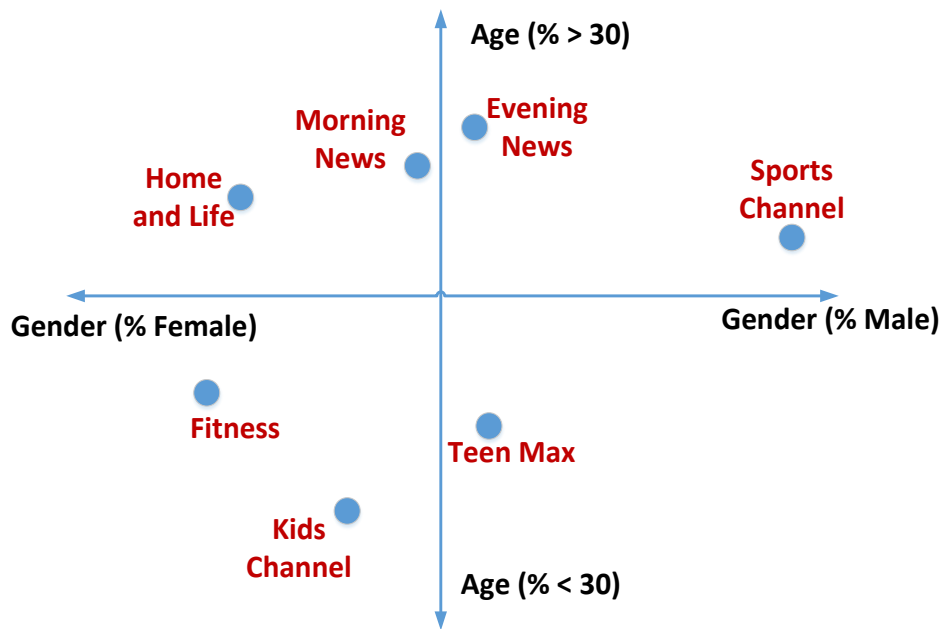 Age (% > 30)
Evening
News
Morning
News
Home
and Life
Sports
Channel
Gender (% Female)
Gender (% Male)
Fitness
Teen Max
Kids
Channel
Age (% < 30)